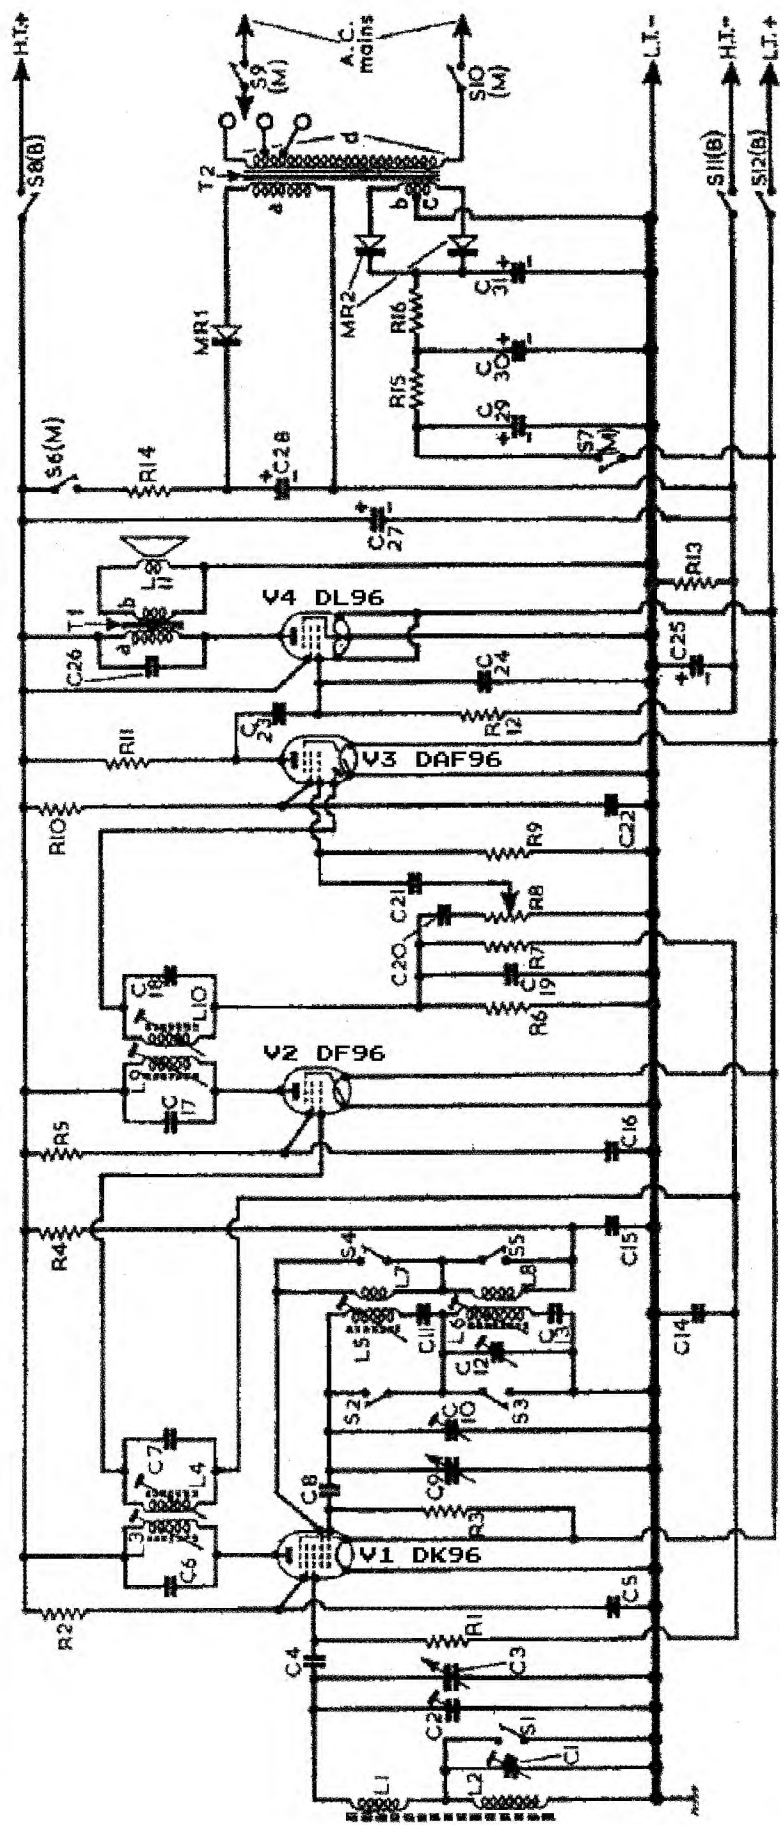 L1
L2
C1
S1
C2
C3
C4
R1
R2
C5
C6
L3
L4
C7
V1 DK96
R3
C8
C9
C10
S2
S3
L5
C11
C12
L6
C13
L7
L8
S4
S5
C14
R4
C15
R5
C16
C17
L9
L10
C18
V2 DF96
R6
C19
R7
C20
R8
C21
R9
R10
C22
R11
V3 DAF96
C23
R12
C24
C25
+
-
R13
V4 DL96
C26
T1
a
b
L11
C27
+
-
C28
+
-
R14
S6(M)
S7(M)
C29
+
-
R15
C30
+
-
R16
C31
+
-
MR1
MR2
T2
a
b
c
d
S8(B)
S9(M)
S10(M)
S11(B)
S12(B)
H.T.+
A.C. mains
L.T.-
H.T.-
L.T.+